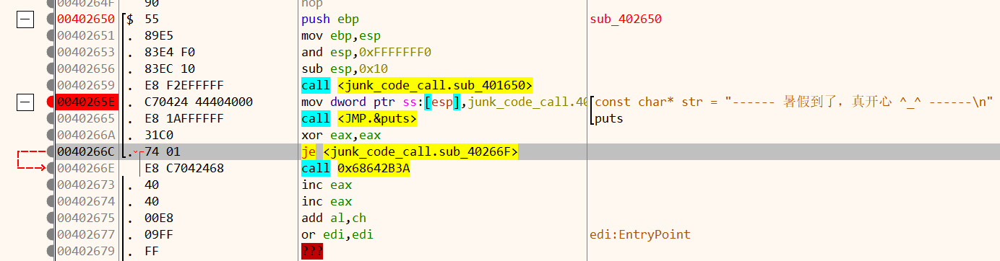 0040264F 90 nop
00402650 $ 55 push ebp sub_402650
00402651 . 89E5 mov ebp,esp
00402653 . 83E4 F0 and esp,0xFFFFFFF0
00402656 . 83EC 10 sub esp,0x10
00402659 . E8 F2EFFFFF call <junk_code_call.sub_401650>
0040265E . C70424 44404000 mov dword ptr ss:[esp],junk_code_call.40 const char* str = "------ 暑假到了，真开心 ^_^ ------\n"
00402665 . E8 1AFFFFFF call <JMP.&puts> puts
0040266A . 31C0 xor eax,eax
0040266C . 74 01 je <junk_code_call.sub_40266F>
0040266E E8 C7042468 call 0x68642B3A
00402673 . 40 inc eax
00402674 . 40 inc eax
00402675 . 00E8 add al,ch
00402677 . 09FF or edi,edi edi:EntryPoint
00402679 . FF ???